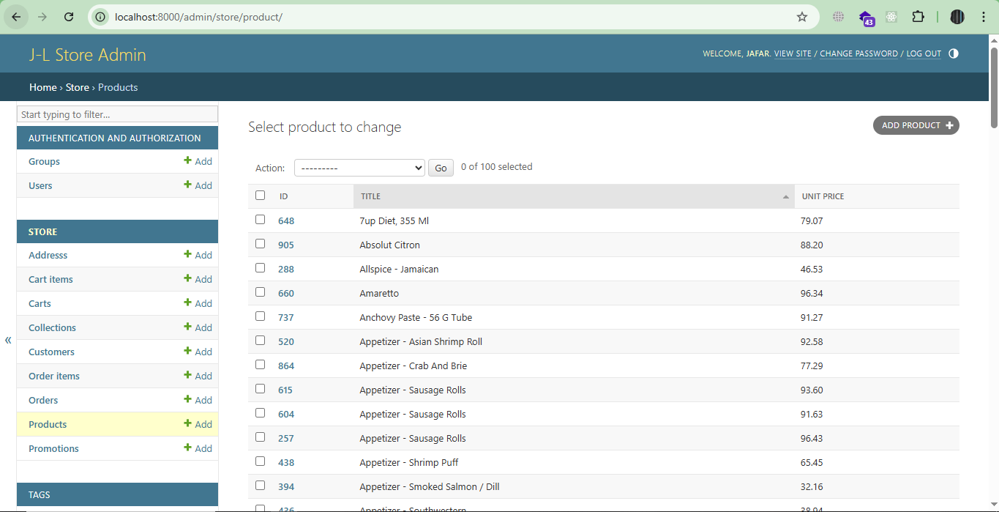 localhost:8000/admin/store/product/
43
J-L Store Admin
WELCOME, JAFAR. VIEW SITE / CHANGE PASSWORD / LOG OUT
Home › Store › Products
Start typing to filter...
AUTHENTICATION AND AUTHORIZATION
Groups + Add
Users + Add
STORE
Addresss + Add
Cart items + Add
Carts + Add
Collections + Add
Customers + Add
Order items + Add
Orders + Add
Products + Add
Promotions + Add
TAGS
«
Select product to change
ADD PRODUCT +
Action: --------- Go 0 of 100 selected
ID TITLE UNIT PRICE
648 7up Diet, 355 Ml 79.07
905 Absolut Citron 88.20
288 Allspice - Jamaican 46.53
660 Amaretto 96.34
737 Anchovy Paste - 56 G Tube 91.27
520 Appetizer - Asian Shrimp Roll 92.58
864 Appetizer - Crab And Brie 77.29
615 Appetizer - Sausage Rolls 93.60
604 Appetizer - Sausage Rolls 91.63
257 Appetizer - Sausage Rolls 96.43
438 Appetizer - Shrimp Puff 65.45
394 Appetizer - Smoked Salmon / Dill 32.16
436 Appetizer - Southwestern 38.94